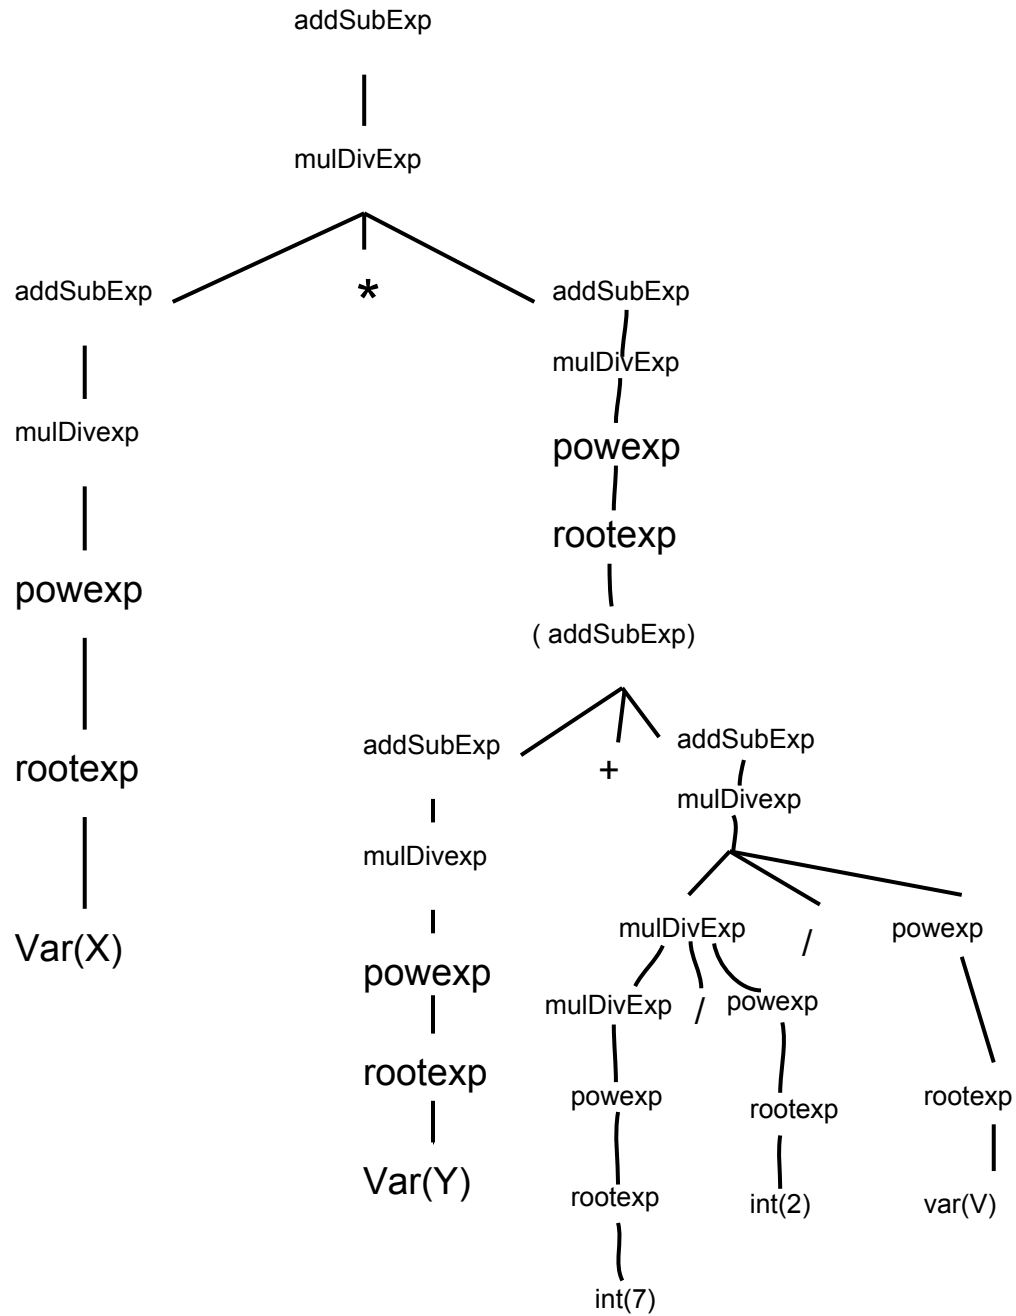 addSubExp
mulDivExp
addSubExp * addSubExp
mulDivExp
mulDivexp
powexp
rootexp
powexp
( addSubExp)
addSubExp + addSubExp
rootexp
mulDivexp
mulDivexp
mulDivExp / powexp
Var(X)
powexp
mulDivExp / powexp
rootexp
powexp
rootexp
rootexp
Var(Y)
rootexp
int(2)
var(V)
int(7)